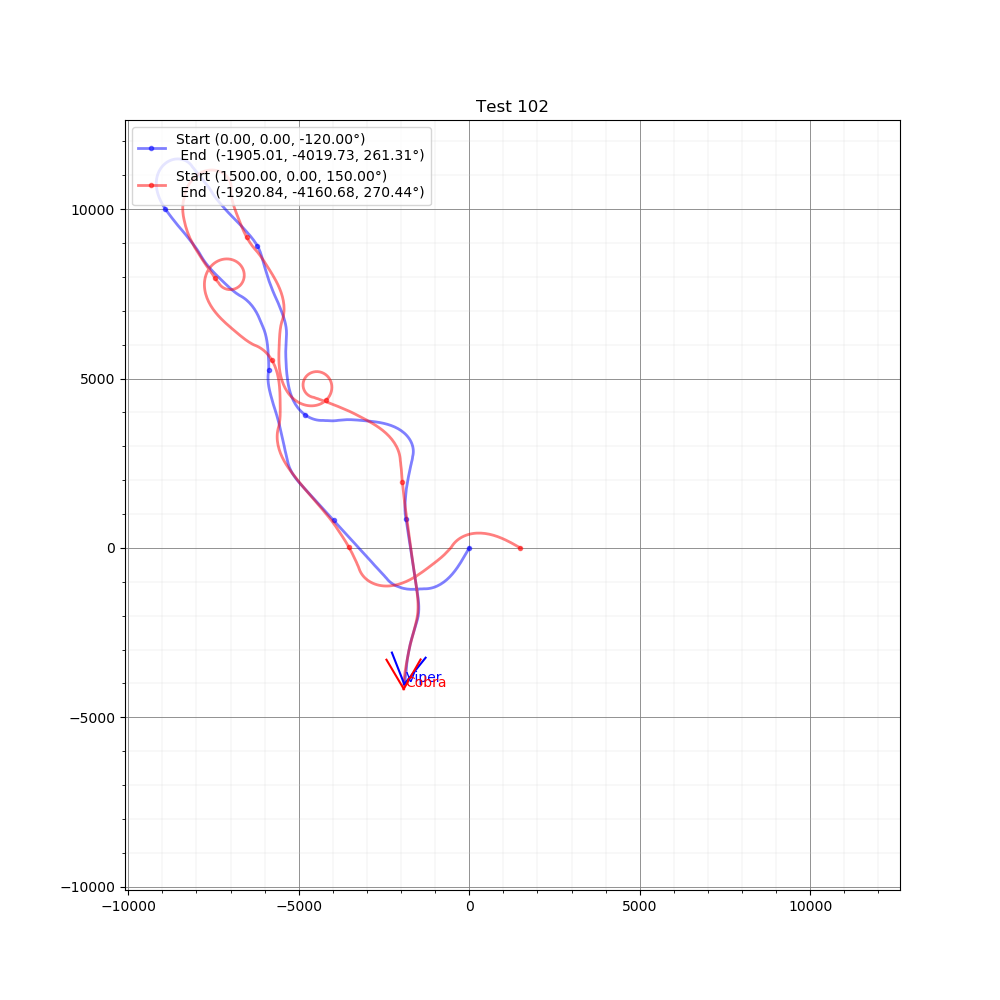 Test 102
Start (0.00, 0.00, -120.00°)
End  (-1905.01, -4019.73, 261.31°)
Start (1500.00, 0.00, 150.00°)
End  (-1920.84, -4160.68, 270.44°)
10000
5000
0
−5000
−10000
Viper
Cobra
−10000
−5000
0
5000
10000